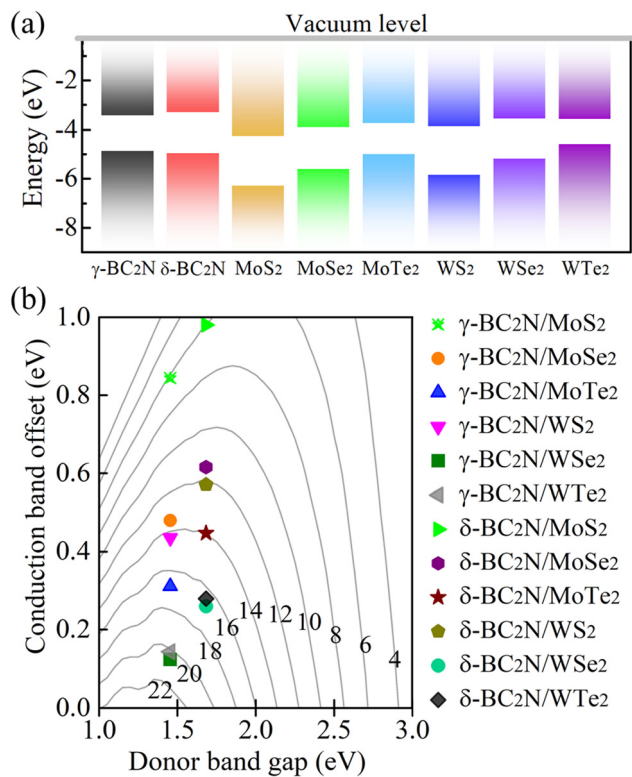 (a)
Vacuum level
Energy (eV)
-2
-4
-6
-8
γ-BC2N δ-BC2N MoS2 MoSe2 MoTe2 WS2 WSe2 WTe2
(b)
Conduction band offset (eV)
1.0
0.8
0.6
0.4
0.2
0.0
22 20 18 16 14 12 10 8 6 4
1.0 1.5 2.0 2.5 3.0
Donor band gap (eV)
γ-BC2N/MoS2
γ-BC2N/MoSe2
γ-BC2N/MoTe2
γ-BC2N/WS2
γ-BC2N/WSe2
γ-BC2N/WTe2
δ-BC2N/MoS2
δ-BC2N/MoSe2
δ-BC2N/MoTe2
δ-BC2N/WS2
δ-BC2N/WSe2
δ-BC2N/WTe2